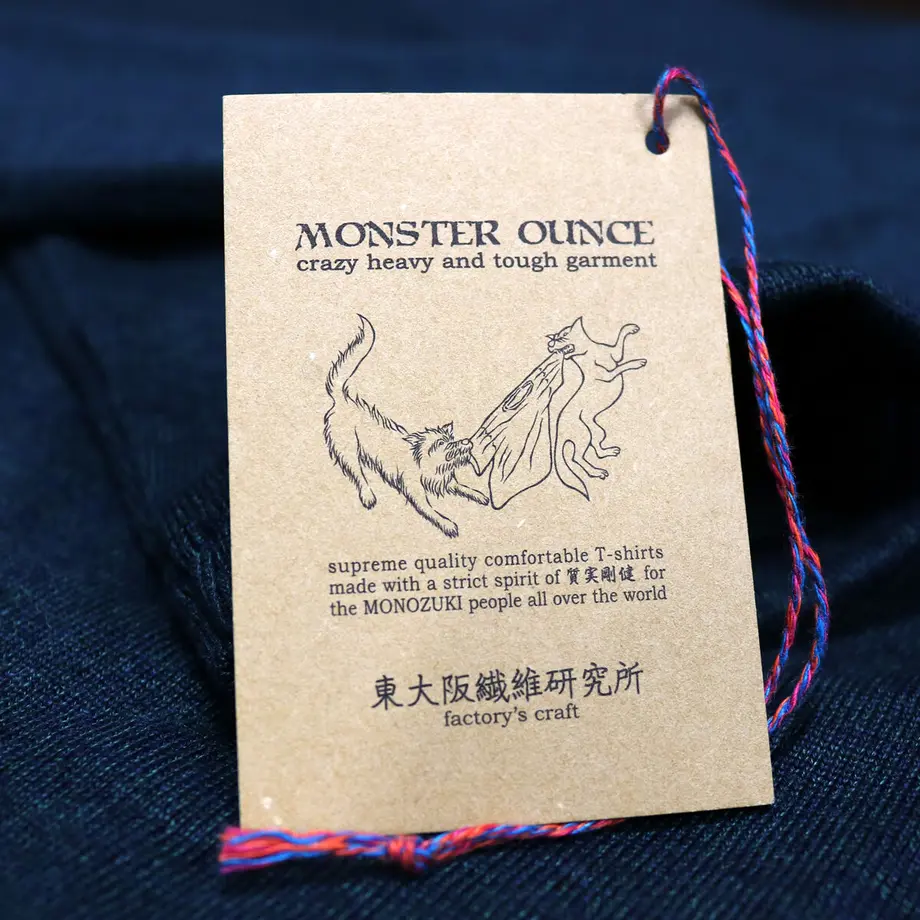 MONSTER OUNCE
crazy heavy and tough garment
supreme quality comfortable T-shirts
made with a strict spirit of 質実剛健 for
the MONOZUKI people all over the world
東大阪繊維研究所
factory's craft